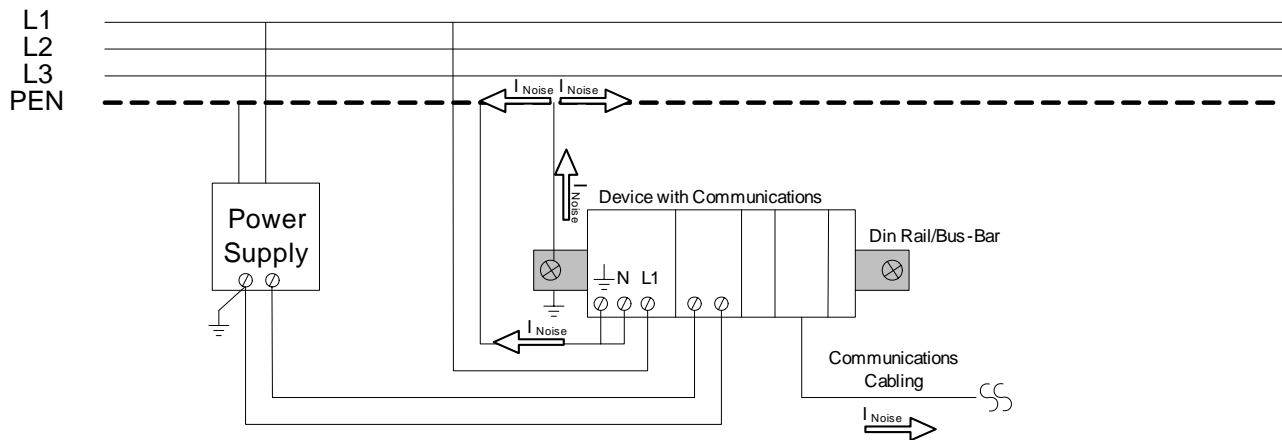 L1
L2
L3
PEN
I Noise I Noise
I Noise
Device with Communications
Din Rail/Bus-Bar
Power
Supply
N L1
I Noise
Communications
Cabling
I Noise